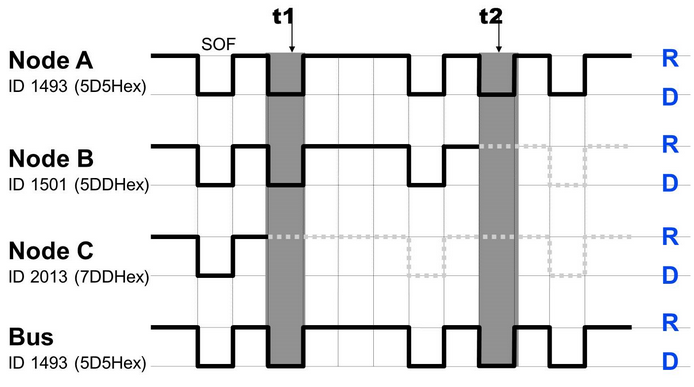 t1 t2
SOF
Node A R
ID 1493 (5D5Hex) D
Node B R
ID 1501 (5DDHex) D
Node C R
ID 2013 (7DDHex) D
Bus R
ID 1493 (5D5Hex) D